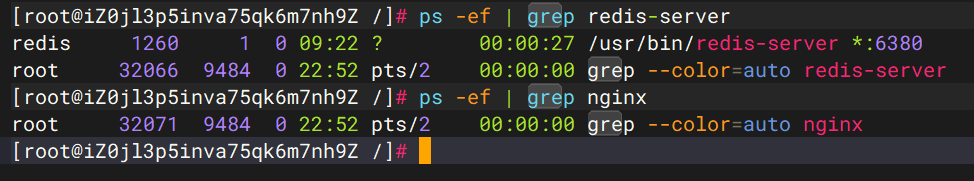 [root@iZ0jl3p5inva75qk6m7nh9Z /]# ps -ef | grep redis-server
redis     1260     1  0 09:22 ?        00:00:27 /usr/bin/redis-server *:6380
root     32066  9484  0 22:52 pts/2    00:00:00 grep --color=auto redis-server
[root@iZ0jl3p5inva75qk6m7nh9Z /]# ps -ef | grep nginx
root     32071  9484  0 22:52 pts/2    00:00:00 grep --color=auto nginx
[root@iZ0jl3p5inva75qk6m7nh9Z /]#